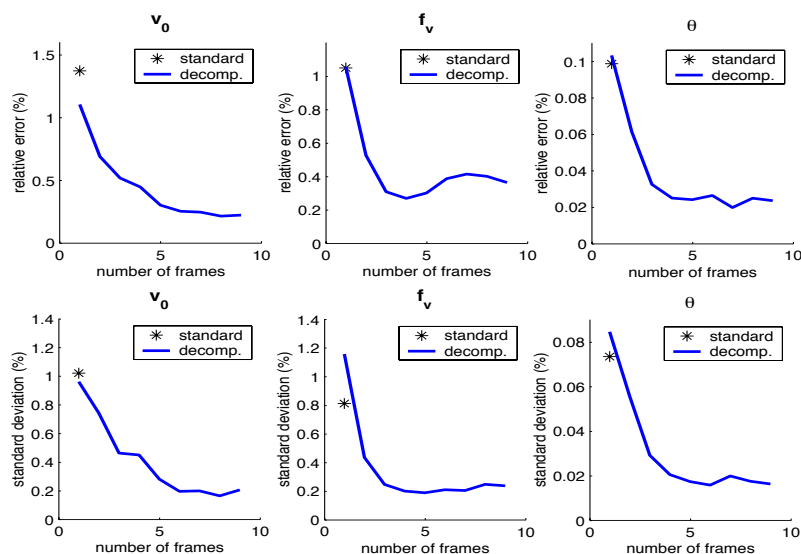 v0
f_v
θ
standard
decomp.
standard
decomp.
standard
decomp.
relative error (%)
1.5
1
0.5
0
0
5
10
number of frames
relative error (%)
1
0.8
0.6
0.4
0.2
0
0
5
10
number of frames
relative error (%)
0.1
0.08
0.06
0.04
0.02
0
0
5
10
number of frames
v0
f_v
θ
standard
decomp.
standard
decomp.
standard
decomp.
standard deviation (%)
1.4
1.2
1
0.8
0.6
0.4
0.2
0
0
5
10
number of frames
standard deviation (%)
1.4
1.2
1
0.8
0.6
0.4
0.2
0
0
5
10
number of frames
standard deviation (%)
0.08
0.06
0.04
0.02
0
0
5
10
number of frames